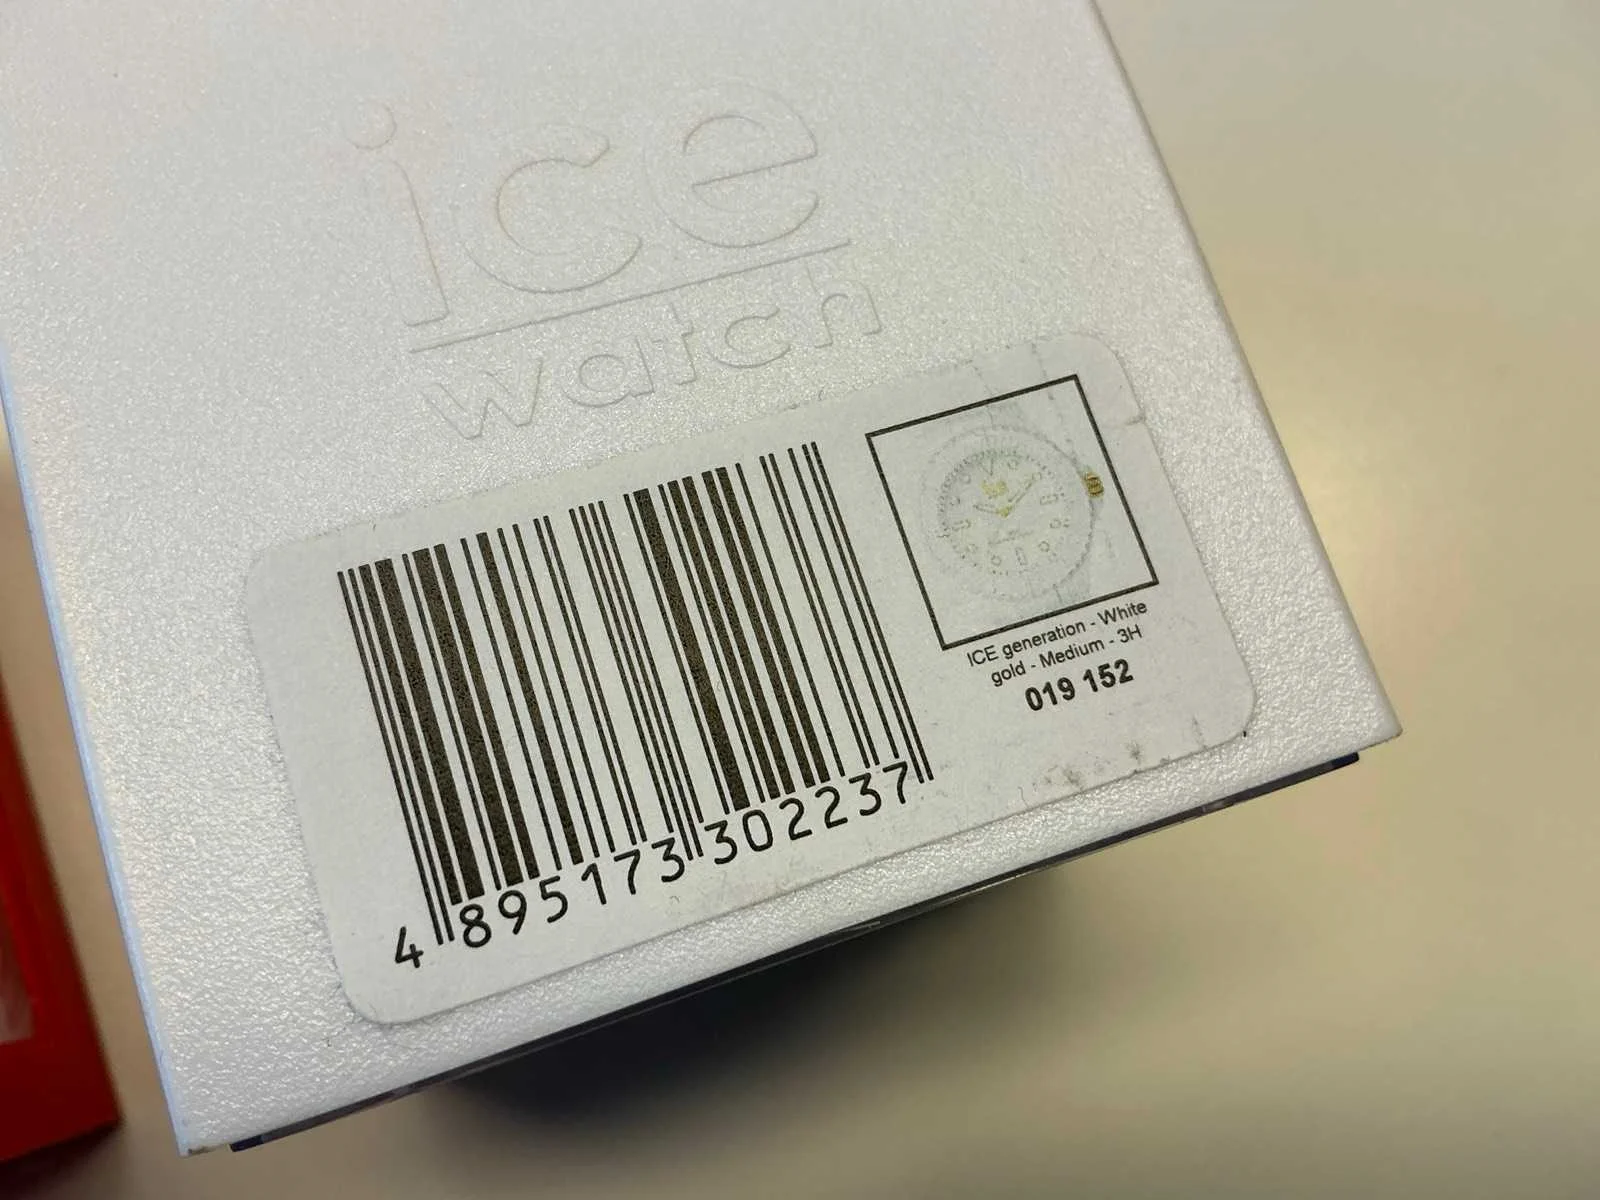 ice
watch
ICE generation - White
gold - Medium - 3H
019 152
4 895173 302237